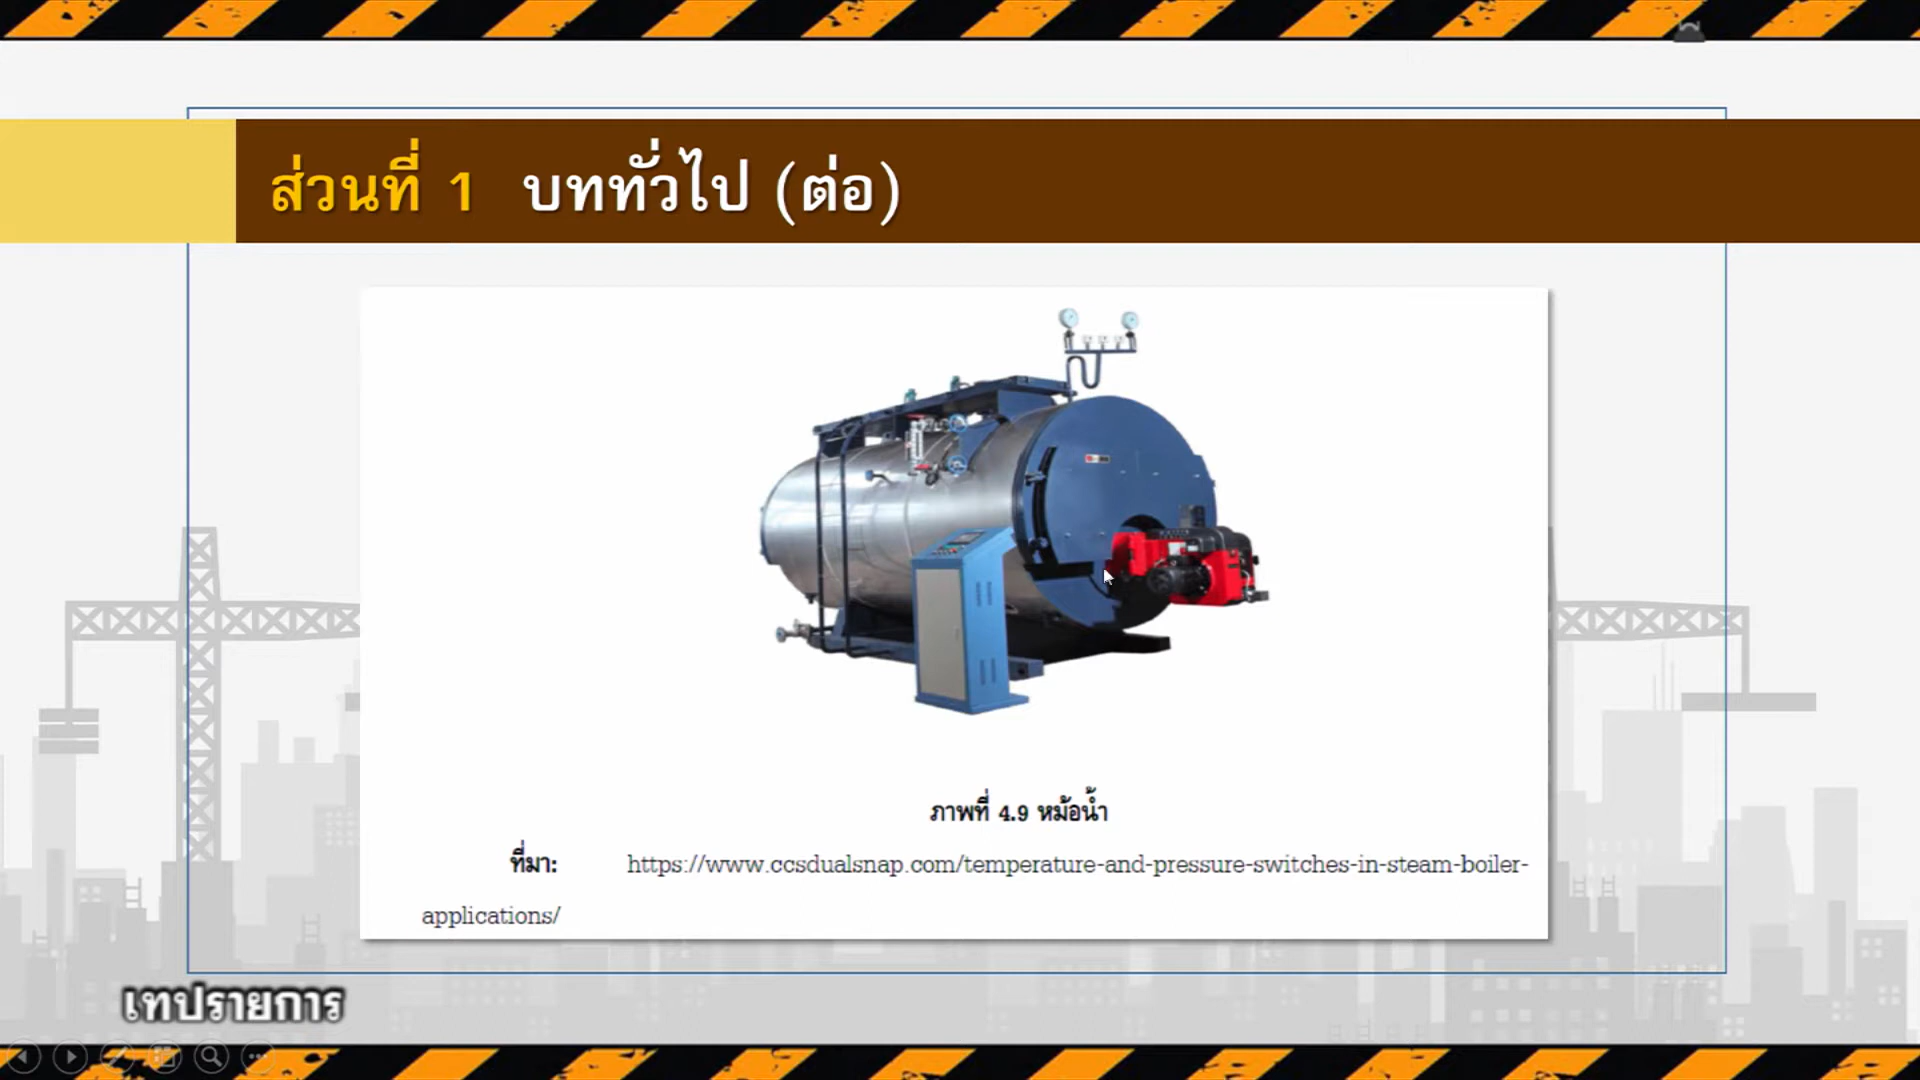 ส่วนที่ 1 บททั่วไป (ต่อ)
ภาพที่ 4.9 หม้อน้ำ
ที่มา: https://www.ccsdualsnap.com/temperature-and-pressure-switches-in-steam-boiler-
applications/
เทปรายการ